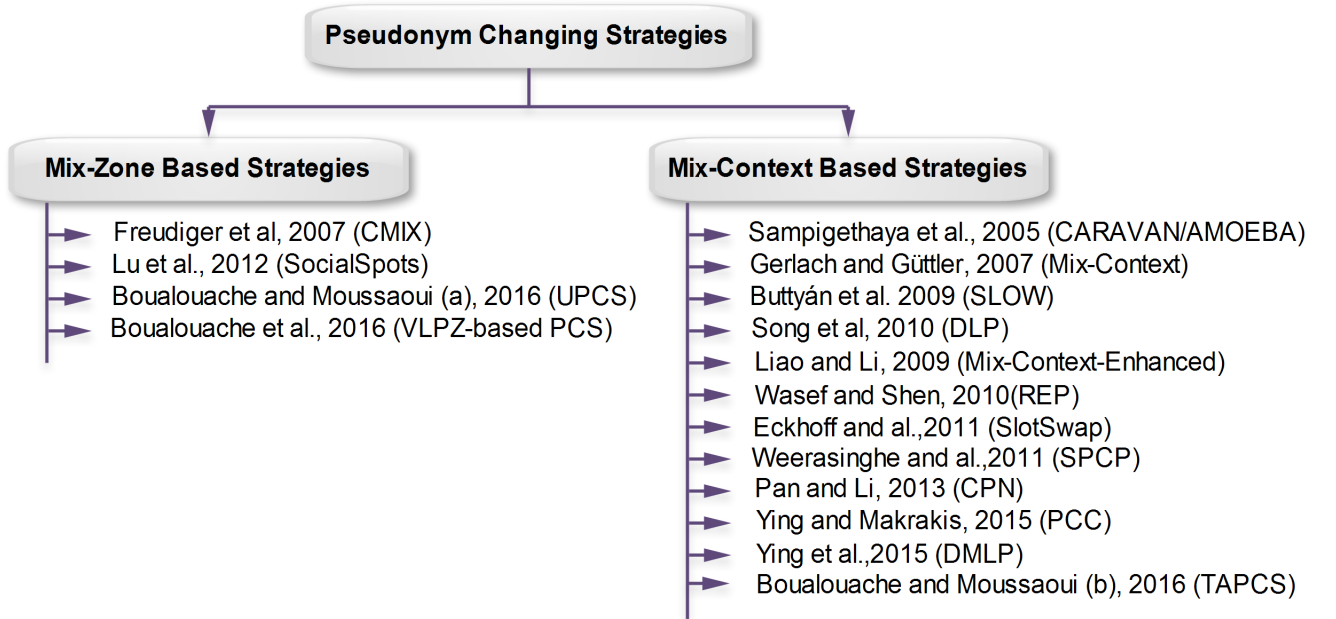 Pseudonym Changing Strategies
Mix-Zone Based Strategies
Freudiger et al, 2007 (CMIX)
Lu et al., 2012 (SocialSpots)
Boualouache and Moussaoui (a), 2016 (UPCS)
Boualouache et al., 2016 (VLPZ-based PCS)
Mix-Context Based Strategies
Sampigethaya et al., 2005 (CARAVAN/AMOEBA)
Gerlach and Güttler, 2007 (Mix-Context)
Buttyán et al. 2009 (SLOW)
Song et al, 2010 (DLP)
Liao and Li, 2009 (Mix-Context-Enhanced)
Wasef and Shen, 2010(REP)
Eckhoff and al.,2011 (SlotSwap)
Weerasinghe and al.,2011 (SPCP)
Pan and Li, 2013 (CPN)
Ying and Makrakis, 2015 (PCC)
Ying et al.,2015 (DMLP)
Boualouache and Moussaoui (b), 2016 (TAPCS)